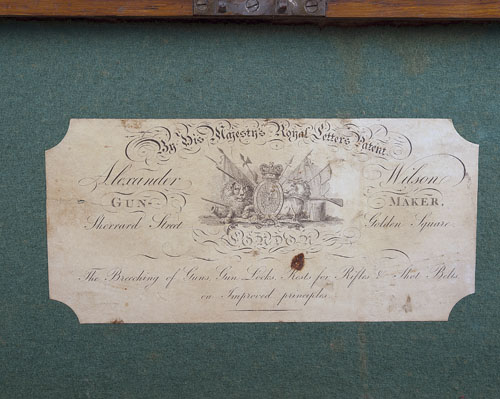 By His Majesty's Royal Letters Patent.
Alexander Wilson
GUN- MAKER,
Sherrard Street Golden Square
LONDON
The Breeching of Guns, Gun Locks, Rests for Rifles & Shot Belts
on Improved principles